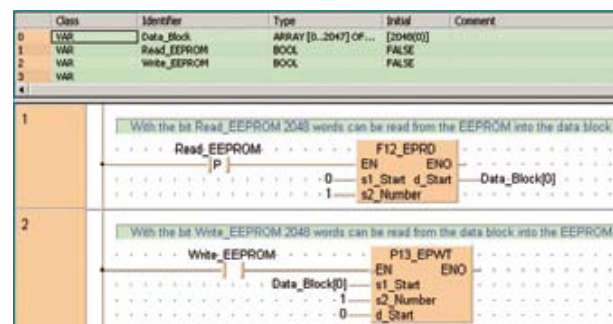 Class Identifier Type Initial Comment
0 VAR Data_Block ARRAY [0..2047] OF... [2048(0)]
1 VAR Read_EEPROM BOOL FALSE
2 VAR Write_EEPROM BOOL FALSE
3 VAR
1
With the bit Read_EEPROM 2048 words can be read from the EEPROM into the data block
Read_EEPROM F12_EPRD
P EN ENO
0 s1_Start d_Start Data_Block[0]
1 s2_Number
2
With the bit Write_EEPROM 2048 words can be read from the data block into the EEPROM
Write_EEPROM P13_EPWT
EN ENO
Data_Block[0] s1_Start
1 s2_Number
0 d_Start